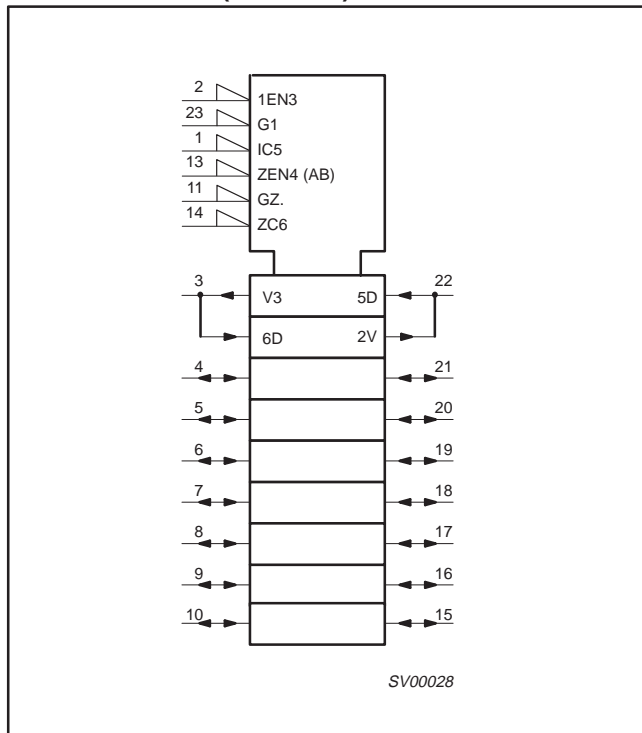 2 1EN3
23 G1
1 IC5
13 ZEN4 (AB)
11 GZ.
14 ZC6
3 V3 5D 22
6D 2V
4 21
5 20
6 19
7 18
8 17
9 16
10 15
SV00028